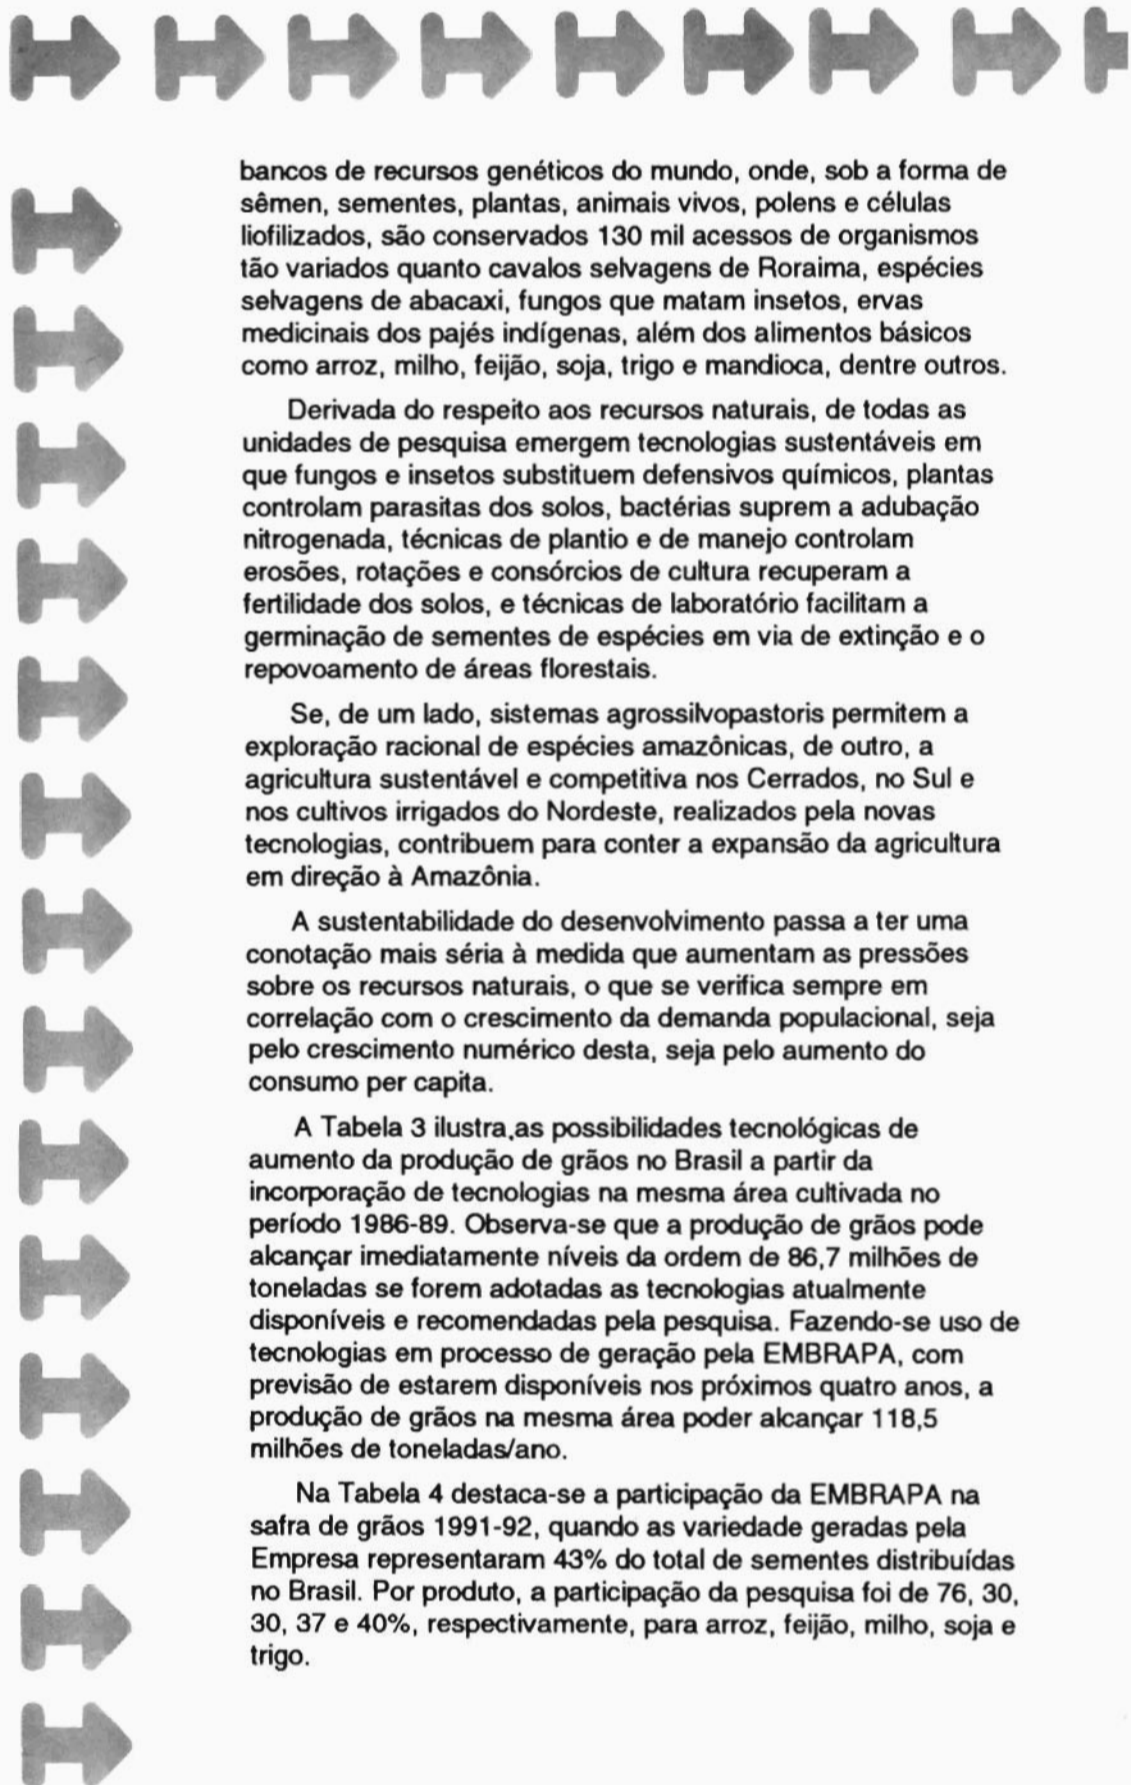 bancos de recursos genéticos do mundo, onde, sob a forma de
sêmen, sementes, plantas, animais vivos, polens e células
liofilizados, são conservados 130 mil acessos de organismos
tão variados quanto cavalos selvagens de Roraima, espécies
selvagens de abacaxi, fungos que matam insetos, ervas
medicinais dos pajés indígenas, além dos alimentos básicos
como arroz, milho, feijão, soja, trigo e mandioca, dentre outros.
Derivada do respeito aos recursos naturais, de todas as
unidades de pesquisa emergem tecnologias sustentáveis em
que fungos e insetos substituem defensivos químicos, plantas
controlam parasitas dos solos, bactérias suprem a adubação
nitrogenada, técnicas de plantio e de manejo controlam
erosões, rotações e consórcios de cultura recuperam a
fertilidade dos solos, e técnicas de laboratório facilitam a
germinação de sementes de espécies em via de extinção e o
repovoamento de áreas florestais.
Se, de um lado, sistemas agrossilvopastoris permitem a
exploração racional de espécies amazônicas, de outro, a
agricultura sustentável e competitiva nos Cerrados, no Sul e
nos cultivos irrigados do Nordeste, realizados pela novas
tecnologias, contribuem para conter a expansão da agricultura
em direção à Amazônia.
A sustentabilidade do desenvolvimento passa a ter uma
conotação mais séria à medida que aumentam as pressões
sobre os recursos naturais, o que se verifica sempre em
correlação com o crescimento da demanda populacional, seja
pelo crescimento numérico desta, seja pelo aumento do
consumo per capita.
A Tabela 3 ilustra.as possibilidades tecnológicas de
aumento da produção de grãos no Brasil a partir da
incorporação de tecnologias na mesma área cultivada no
período 1986-89. Observa-se que a produção de grãos pode
alcançar imediatamente níveis da ordem de 86,7 milhões de
toneladas se forem adotadas as tecnologias atualmente
disponíveis e recomendadas pela pesquisa. Fazendo-se uso de
tecnologias em processo de geração pela EMBRAPA, com
previsão de estarem disponíveis nos próximos quatro anos, a
produção de grãos na mesma área poder alcançar 118,5
milhões de toneladas/ano.
Na Tabela 4 destaca-se a participação da EMBRAPA na
safra de grãos 1991-92, quando as variedade geradas pela
Empresa representaram 43% do total de sementes distribuídas
no Brasil. Por produto, a participação da pesquisa foi de 76, 30,
30, 37 e 40%, respectivamente, para arroz, feijão, milho, soja e
trigo.